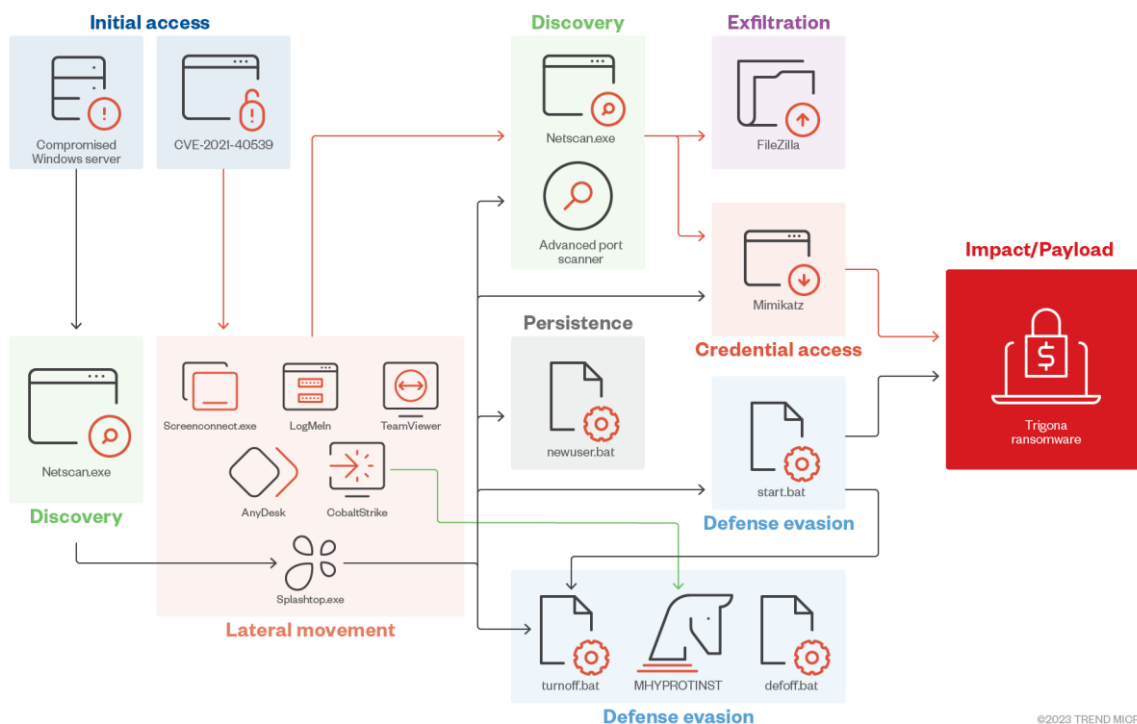 Initial access
Compromised
Windows server
CVE-2021-40539
Discovery
Netscan.exe
Advanced port
scanner
Exfiltration
FileZilla
Mimikatz
Credential access
Impact/Payload
Trigona
ransomware
Netscan.exe
Discovery
Screenconnect.exe
LogMeIn
TeamViewer
AnyDesk
CobaltStrike
Splashtop.exe
Lateral movement
Persistence
newuser.bat
start.bat
Defense evasion
turnoff.bat
MHYPROTINST
defoff.bat
Defense evasion
©2023 TREND